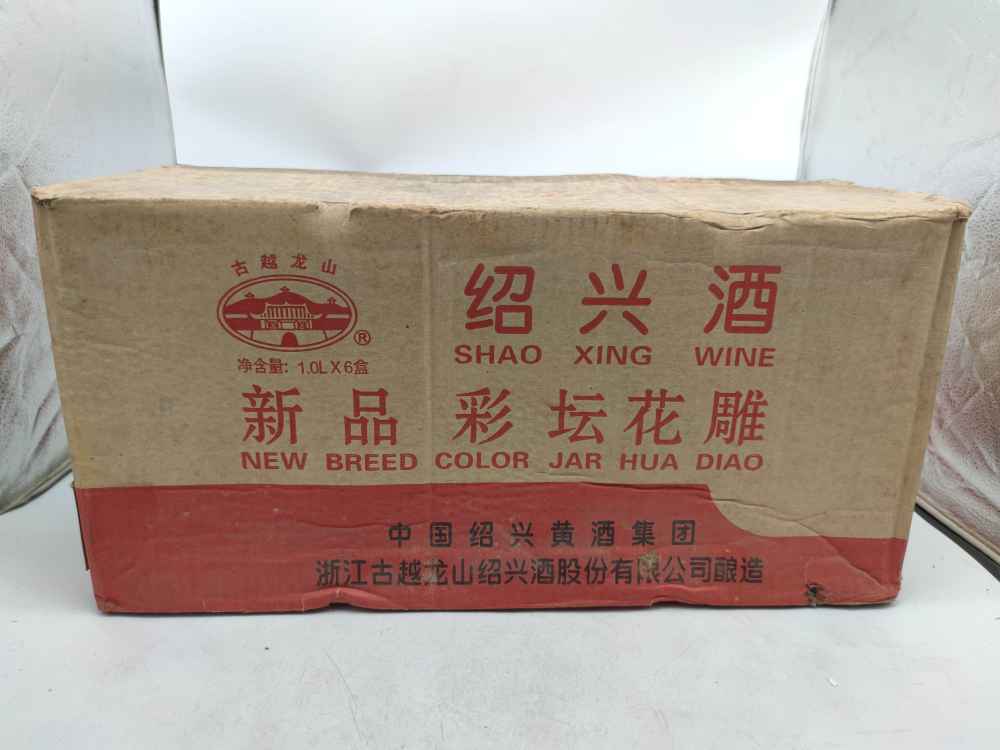 古越龙山
®
净含量: 1.0L X 6盒
绍兴酒
SHAO XING WINE
新品 彩坛花雕
NEW BREED COLOR JAR HUA DIAO
中国绍兴黄酒集团
浙江古越龙山绍兴酒股份有限公司酿造